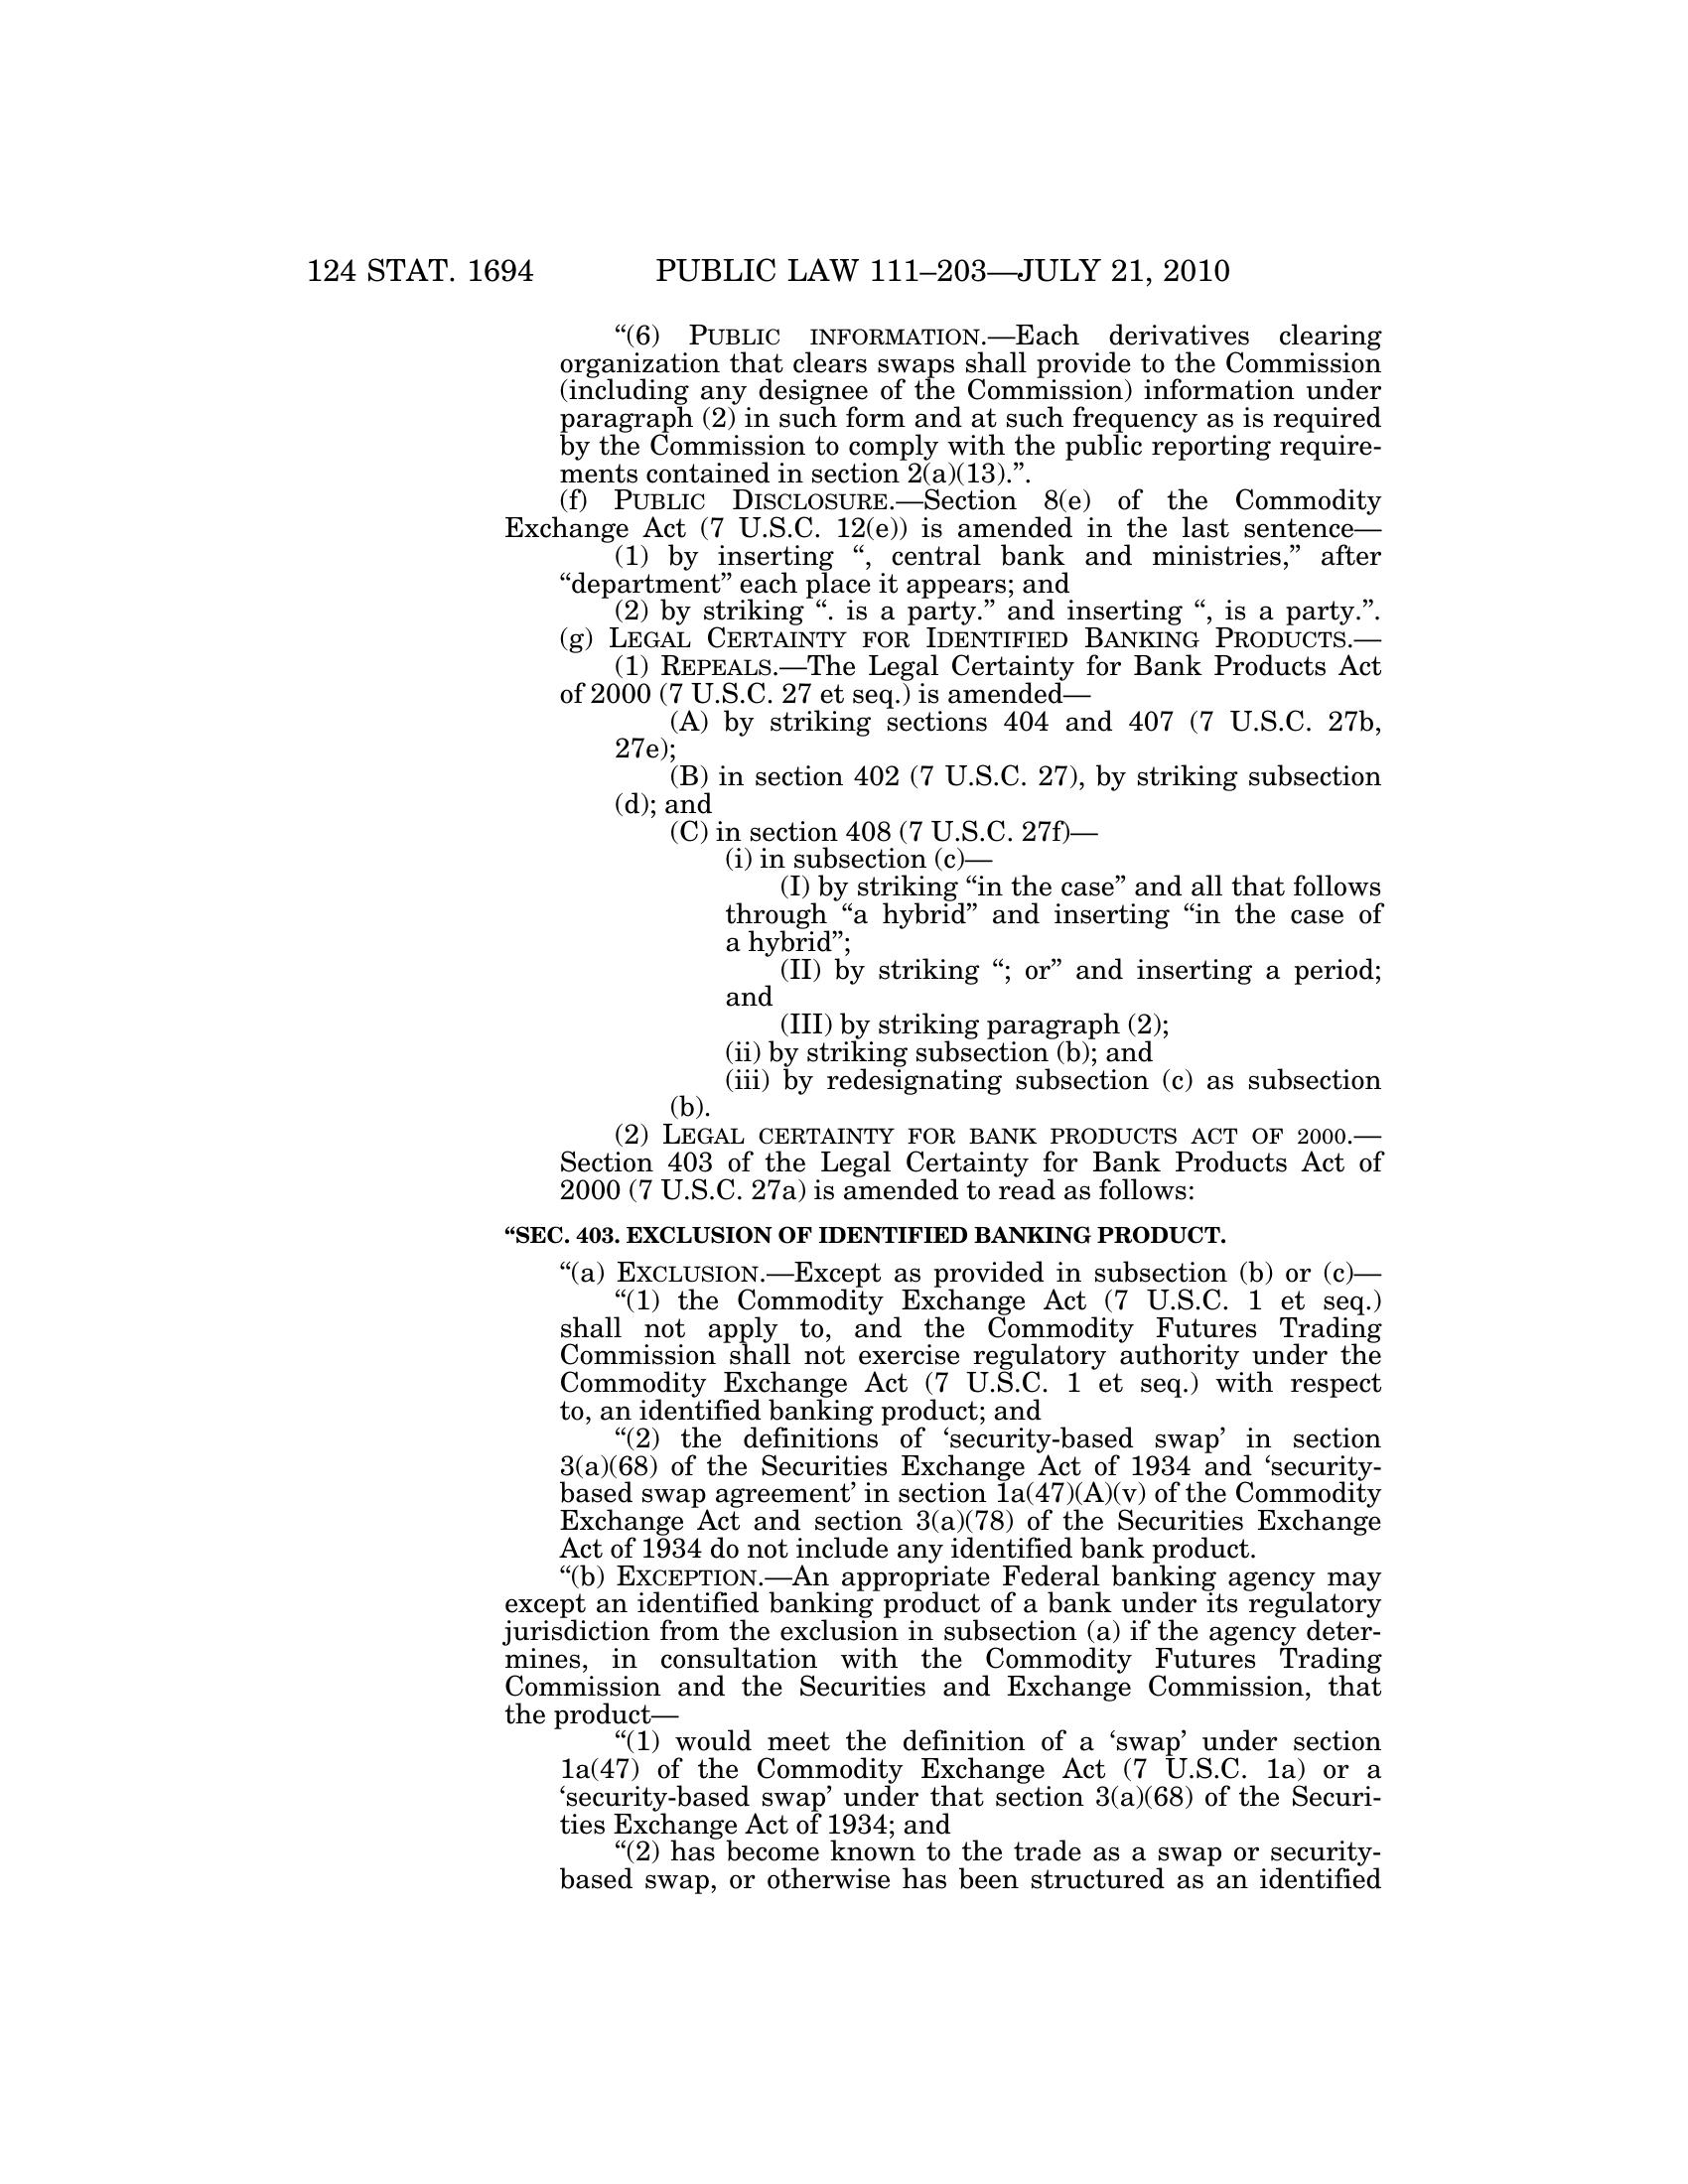 124 STAT. 1694 PUBLIC LAW 111–203—JULY 21, 2010
“(6) PUBLIC INFORMATION.—Each derivatives clearing
organization that clears swaps shall provide to the Commission
(including any designee of the Commission) information under
paragraph (2) in such form and at such frequency as is required
by the Commission to comply with the public reporting require-
ments contained in section 2(a)(13).”.
(f) PUBLIC DISCLOSURE.—Section 8(e) of the Commodity
Exchange Act (7 U.S.C. 12(e)) is amended in the last sentence—
(1) by inserting “, central bank and ministries,” after
“department” each place it appears; and
(2) by striking “. is a party.” and inserting “, is a party.”.
(g) LEGAL CERTAINTY FOR IDENTIFIED BANKING PRODUCTS.—
(1) REPEALS.—The Legal Certainty for Bank Products Act
of 2000 (7 U.S.C. 27 et seq.) is amended—
(A) by striking sections 404 and 407 (7 U.S.C. 27b,
27e);
(B) in section 402 (7 U.S.C. 27), by striking subsection
(d); and
(C) in section 408 (7 U.S.C. 27f)—
(i) in subsection (c)—
(I) by striking “in the case” and all that follows
through “a hybrid” and inserting “in the case of
a hybrid”;
(II) by striking “; or” and inserting a period;
and
(III) by striking paragraph (2);
(ii) by striking subsection (b); and
(iii) by redesignating subsection (c) as subsection
(b).
(2) LEGAL CERTAINTY FOR BANK PRODUCTS ACT OF 2000.—
Section 403 of the Legal Certainty for Bank Products Act of
2000 (7 U.S.C. 27a) is amended to read as follows:
“SEC. 403. EXCLUSION OF IDENTIFIED BANKING PRODUCT.
“(a) EXCLUSION.—Except as provided in subsection (b) or (c)—
“(1) the Commodity Exchange Act (7 U.S.C. 1 et seq.)
shall not apply to, and the Commodity Futures Trading
Commission shall not exercise regulatory authority under the
Commodity Exchange Act (7 U.S.C. 1 et seq.) with respect
to, an identified banking product; and
“(2) the definitions of ‘security-based swap’ in section
3(a)(68) of the Securities Exchange Act of 1934 and ‘security-
based swap agreement’ in section 1a(47)(A)(v) of the Commodity
Exchange Act and section 3(a)(78) of the Securities Exchange
Act of 1934 do not include any identified bank product.
“(b) EXCEPTION.—An appropriate Federal banking agency may
except an identified banking product of a bank under its regulatory
jurisdiction from the exclusion in subsection (a) if the agency deter-
mines, in consultation with the Commodity Futures Trading
Commission and the Securities and Exchange Commission, that
the product—
“(1) would meet the definition of a ‘swap’ under section
1a(47) of the Commodity Exchange Act (7 U.S.C. 1a) or a
‘security-based swap’ under that section 3(a)(68) of the Securi-
ties Exchange Act of 1934; and
“(2) has become known to the trade as a swap or security-
based swap, or otherwise has been structured as an identified